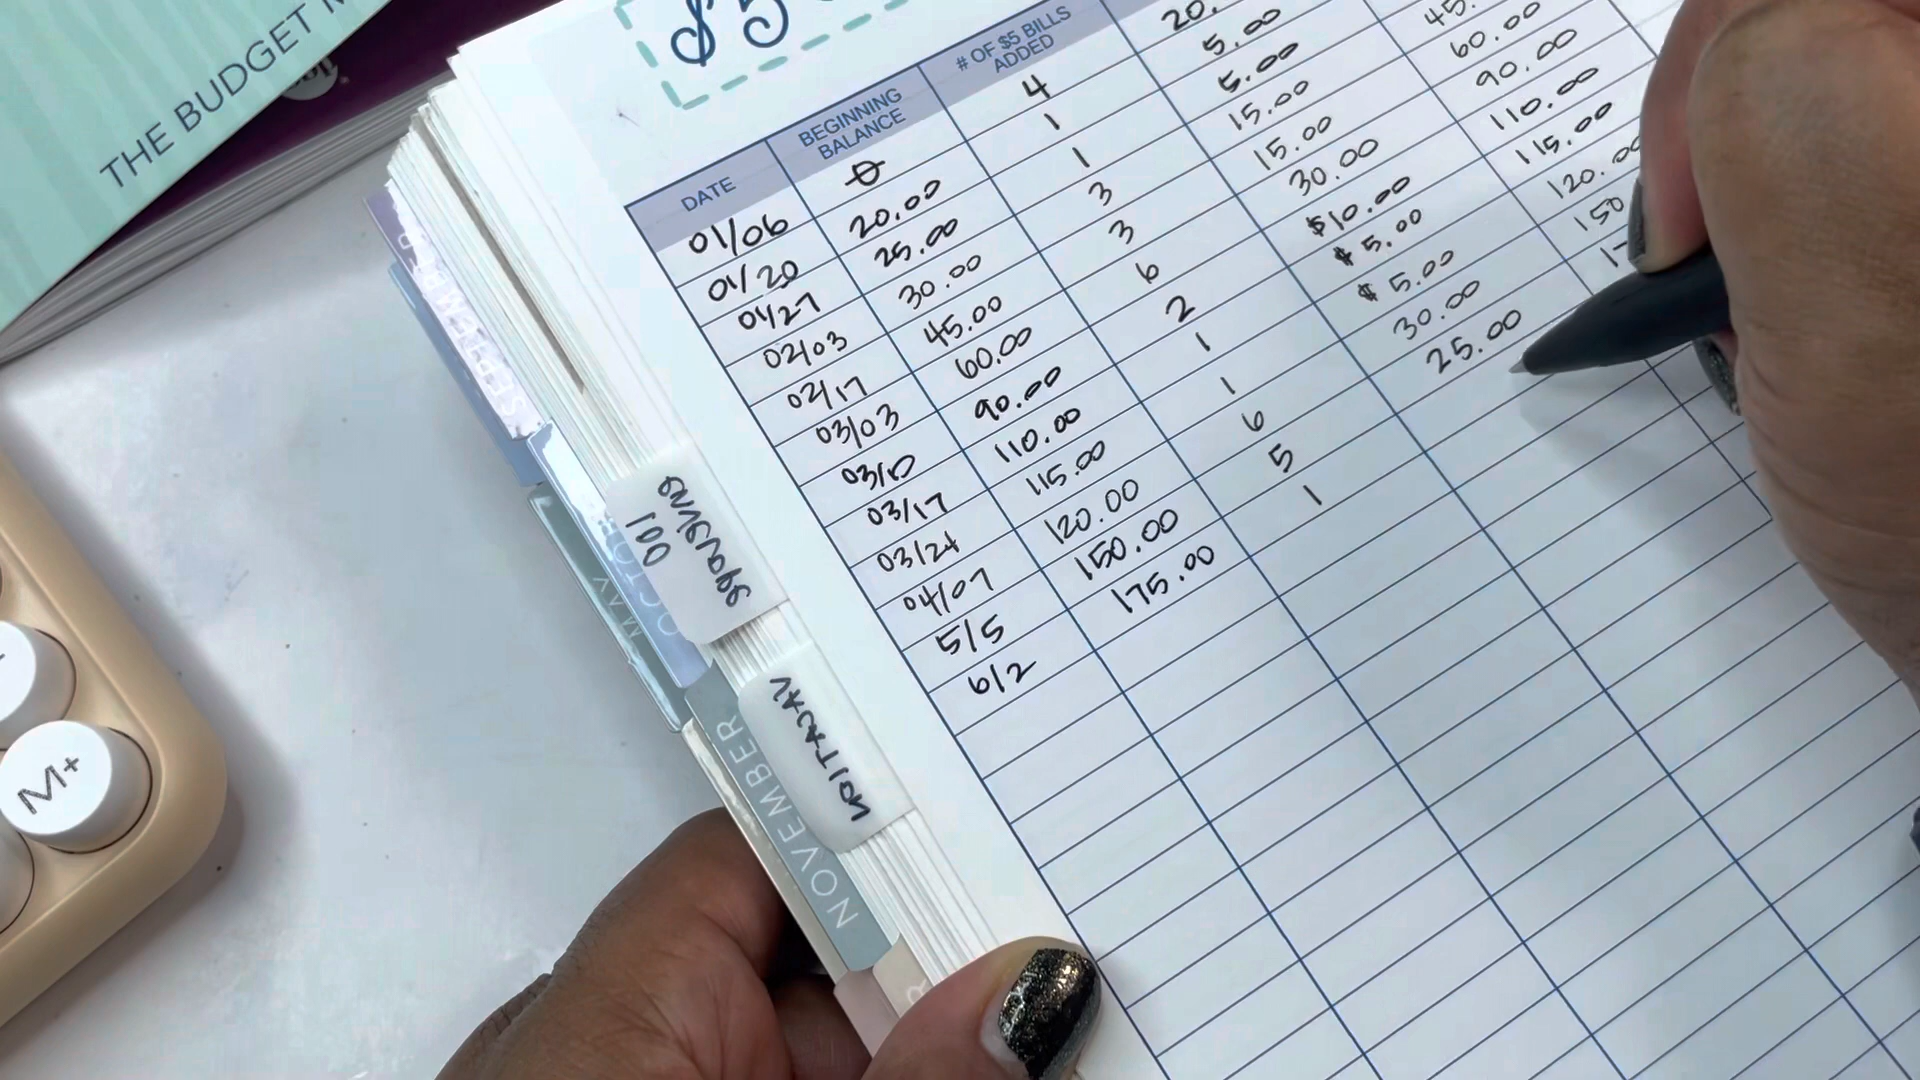 THE BUDGET M
$5
DATE BEGINNING BALANCE # OF $5 BILLS ADDED
01/06 0 4 20.
01/20 20.00 1 5.00
01/27 25.00 1 5.00
02/03 30.00 3 15.00 45.
02/17 45.00 3 15.00 60.00
03/03 60.00 6 30.00 90.00
03/10 90.00 2 $10.00 110.00
03/17 110.00 1 $5.00 115.00
03/24 115.00 1 $5.00 120.00
04/07 120.00 6 30.00 150
5/5 150.00 5 25.00 17
6/2 175.00 1
SEPTEMBER
OCTOB
MAY
NOVEMBER
R
100
VACATION
M+